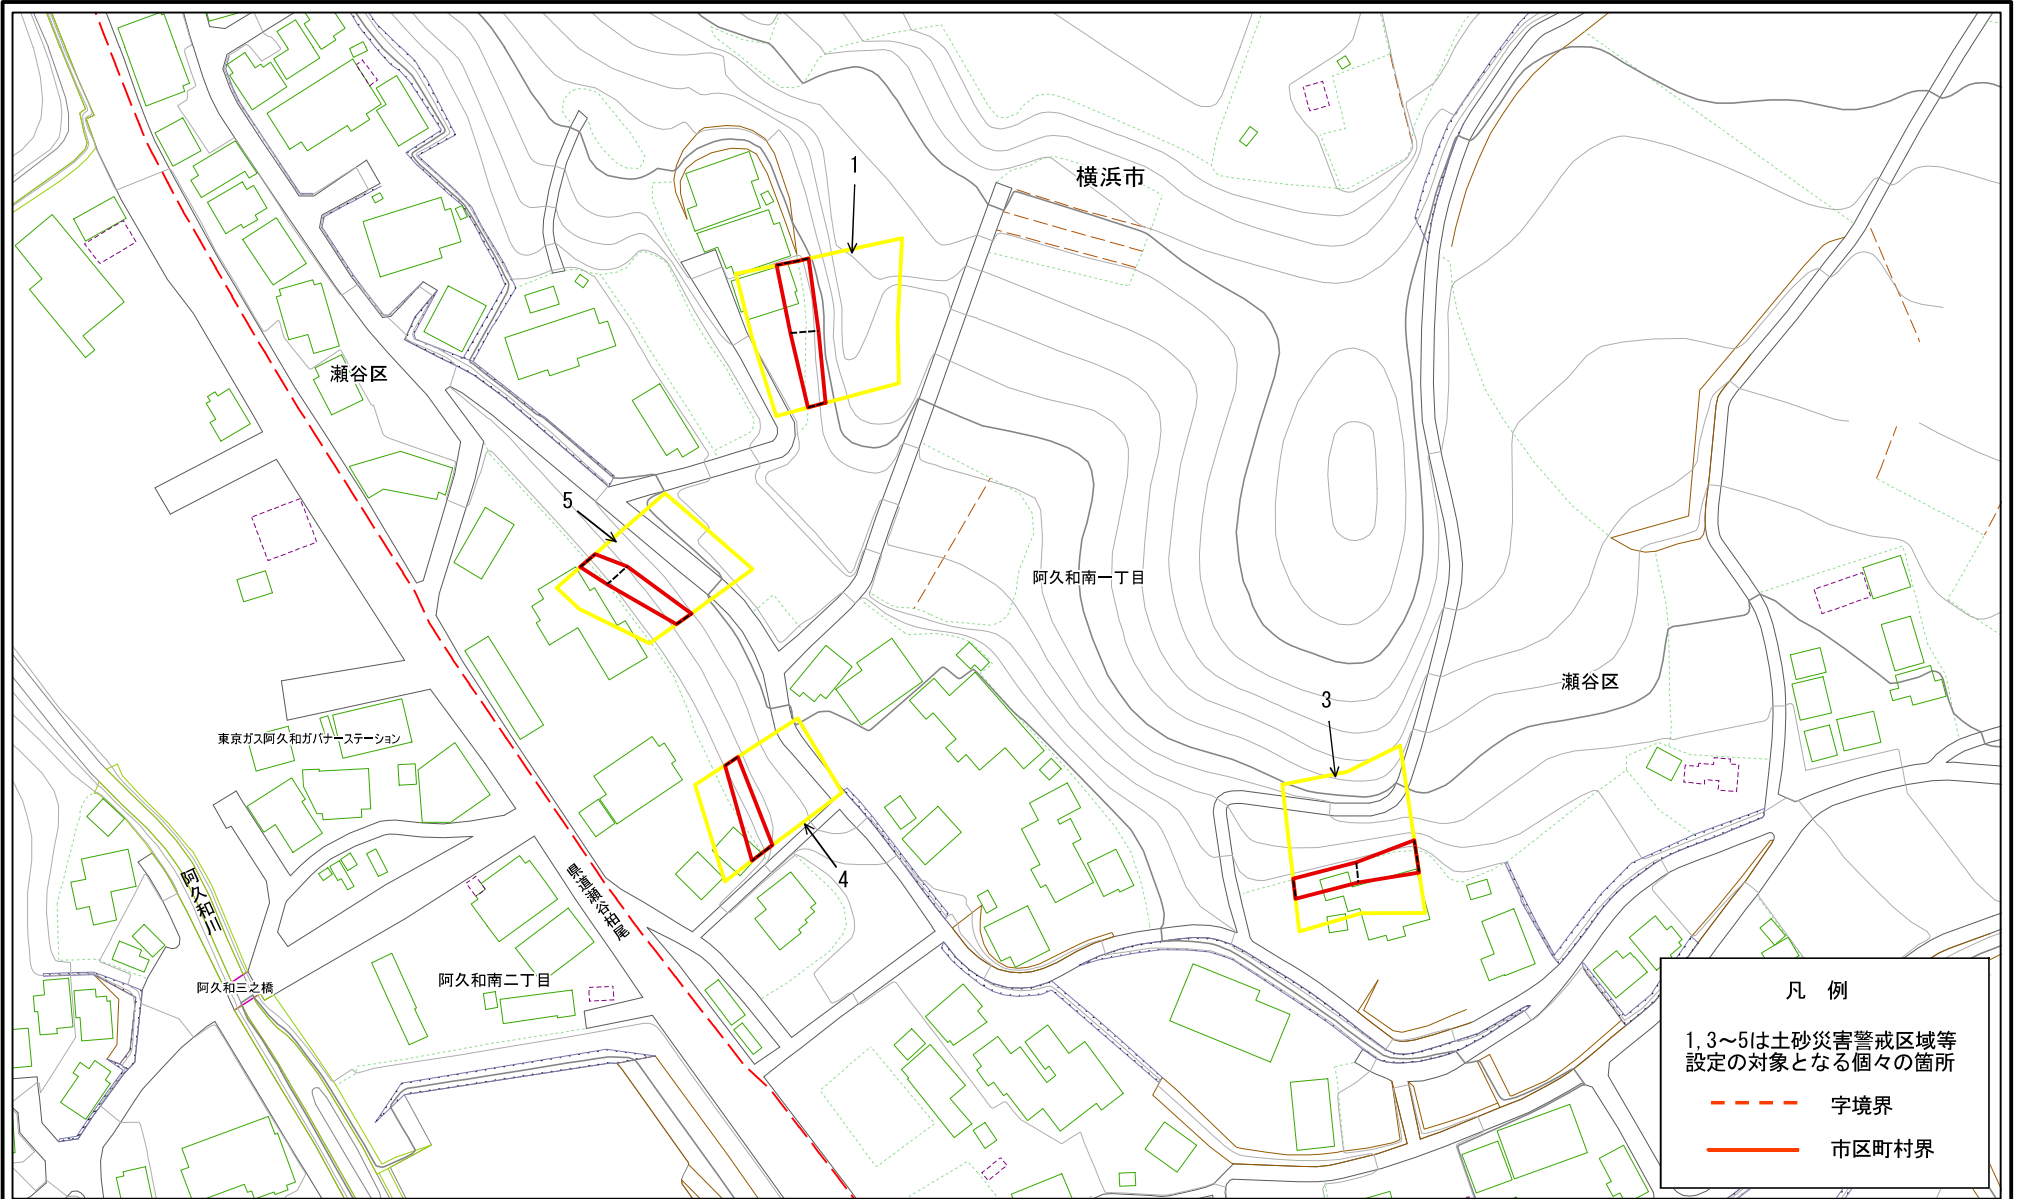 1
横浜市
瀬谷区
5
阿久和南一丁目
瀬谷区
3
東京ガス阿久和ガバナーステーション
4
県道瀬谷柏尾
阿久和川
阿久和三之橋
阿久和南二丁目
凡 例
1,3～5は土砂災害警戒区域等
設定の対象となる個々の箇所
字境界
市区町村界